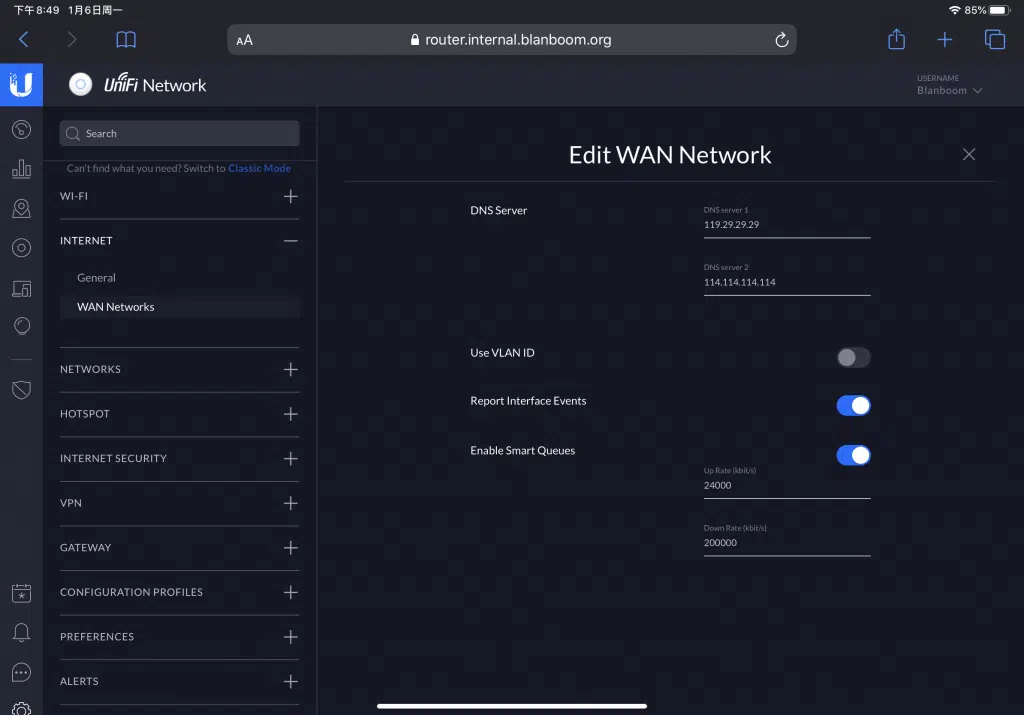 下午8:49 1月6日周一
85%
AA
router.internal.blanboom.org
UniFi Network
USERNAME
Blanboom
Search
Can't find what you need? Switch to Classic Mode
WI-FI
INTERNET
General
WAN Networks
NETWORKS
HOTSPOT
INTERNET SECURITY
VPN
GATEWAY
CONFIGURATION PROFILES
PREFERENCES
ALERTS
Edit WAN Network
DNS Server
DNS server 1
119.29.29.29
DNS server 2
114.114.114.114
Use VLAN ID
Report Interface Events
Enable Smart Queues
Up Rate (kbit/s)
24000
Down Rate (kbit/s)
200000